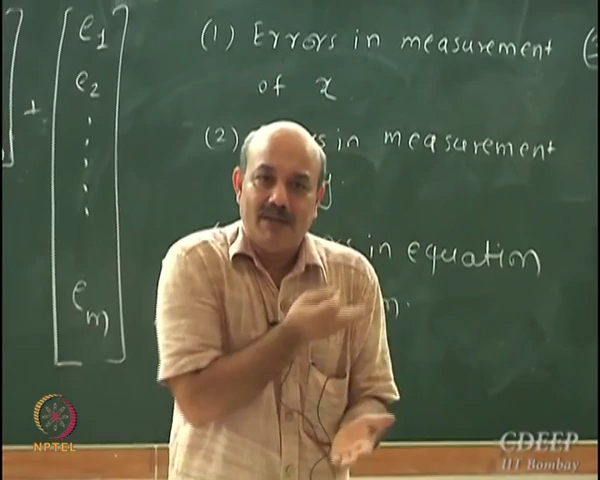 e1
e2
+
em
(1) Errors in measurement
of x
(2) in measurement
in equation
NPTEL
CDEEP
IIT Bombay